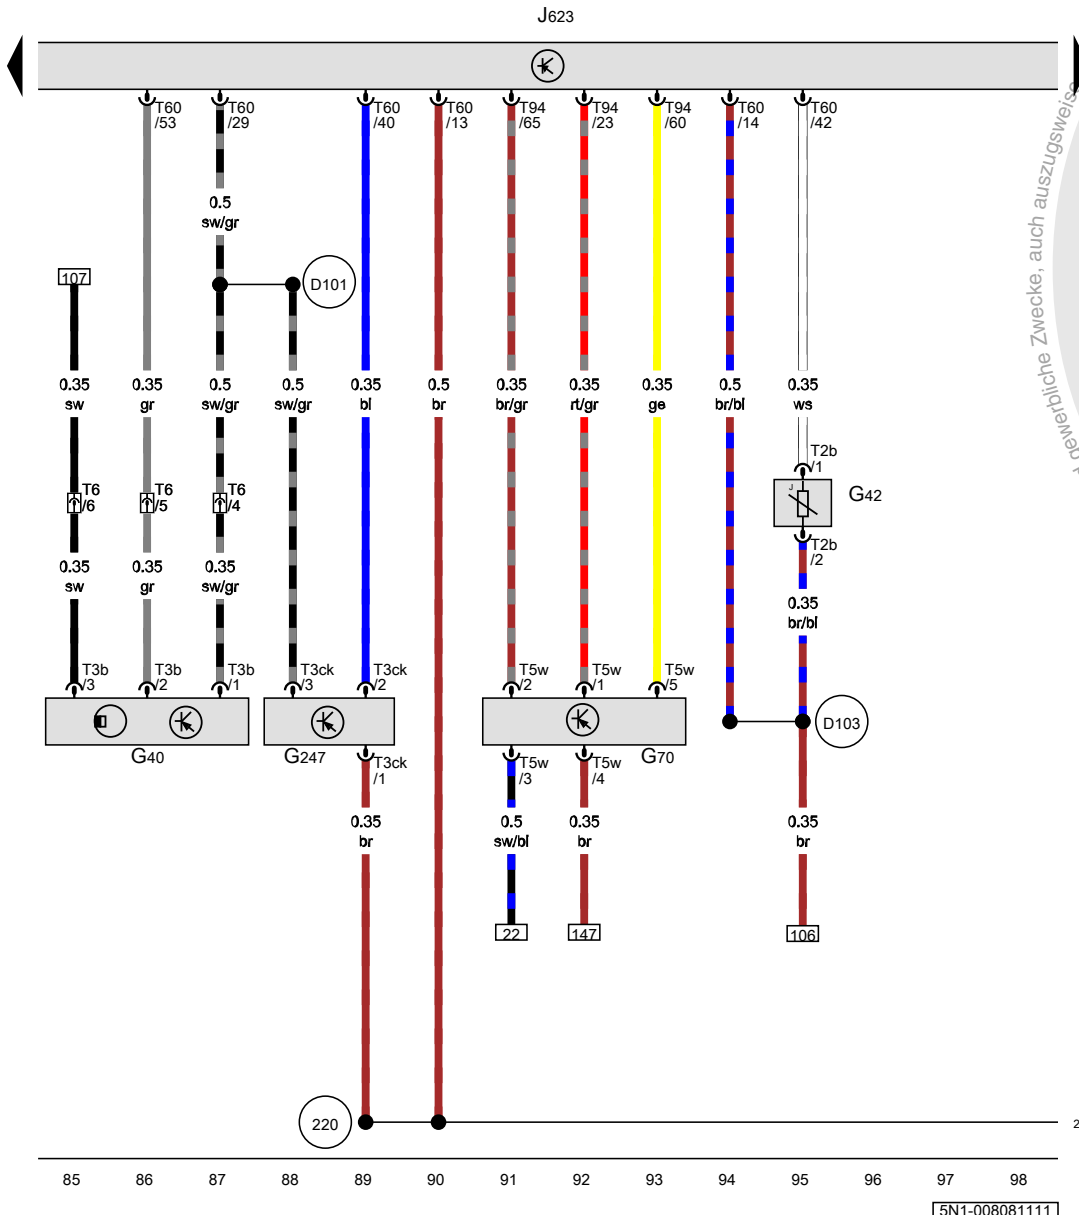 J623
T60 T60 T60 T60 T94 T94 T94 T60 T60
/53 /29 /40 /13 /65 /23 /60 /14 /42
gewerbliche Zwecke, auch auszugsweise
0.5
sw/gr
107
D101
0.35 0.35 0.5 0.5 0.35 0.5 0.35 0.35 0.35 0.5 0.35
sw gr sw/gr sw/gr bl br br/gr rt/gr ge br/bl ws
T2b
/1
T6 T6 T6
/6 /5 /4
J
G42
T2b
/2
0.35 0.35 0.35
sw gr sw/gr
0.35
br/bl
T3b T3b T3b T3ck T3ck T5w T5w T5w
/3 /2 /1 /3 /2 /2 /1 /5
D103
G40 G247 G70
T3ck T5w T5w
/1 /3 /4
0.35 0.5 0.35 0.35
br sw/bl br br
22 147 106
220
2
85 86 87 88 89 90 91 92 93 94 95 96 97 98
5N1-008081111